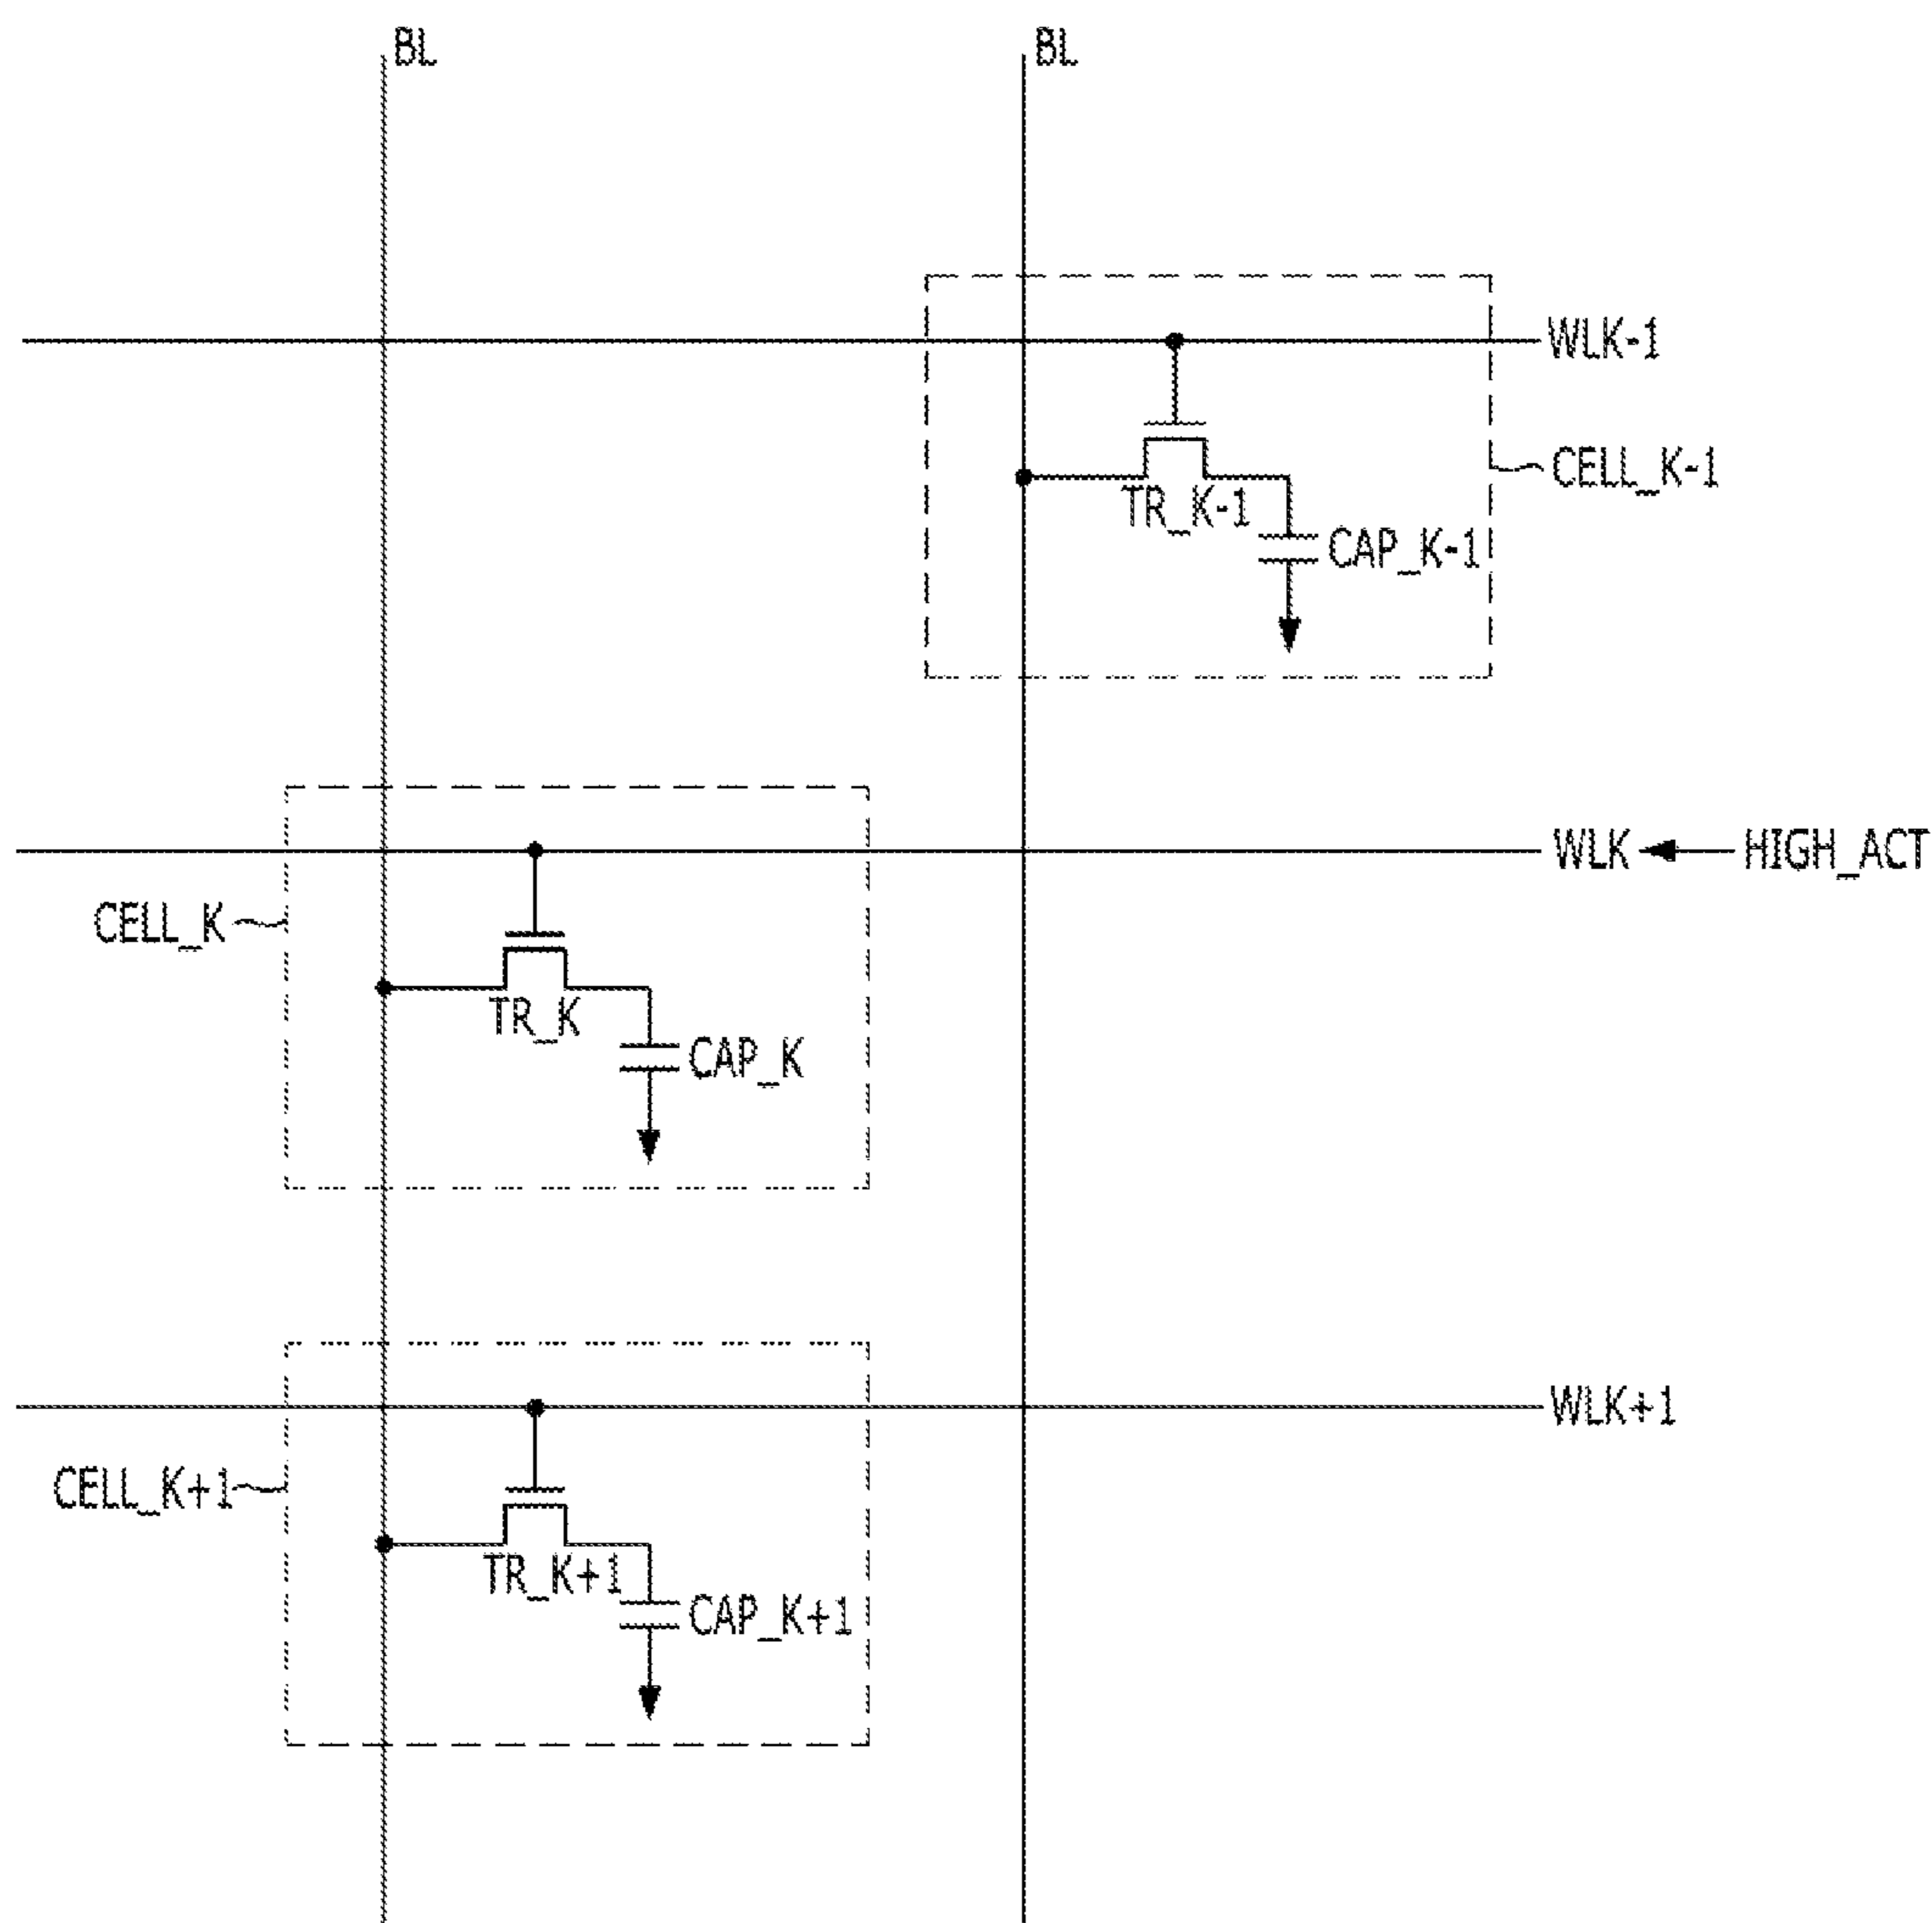 BL
BL
WLK-1
CELL_K-1
TR_K-1
CAP_K-1
WLK
HIGH_ACT
CELL_K
TR_K
CAP_K
WLK+1
CELL_K+1
TR_K+1
CAP_K+1